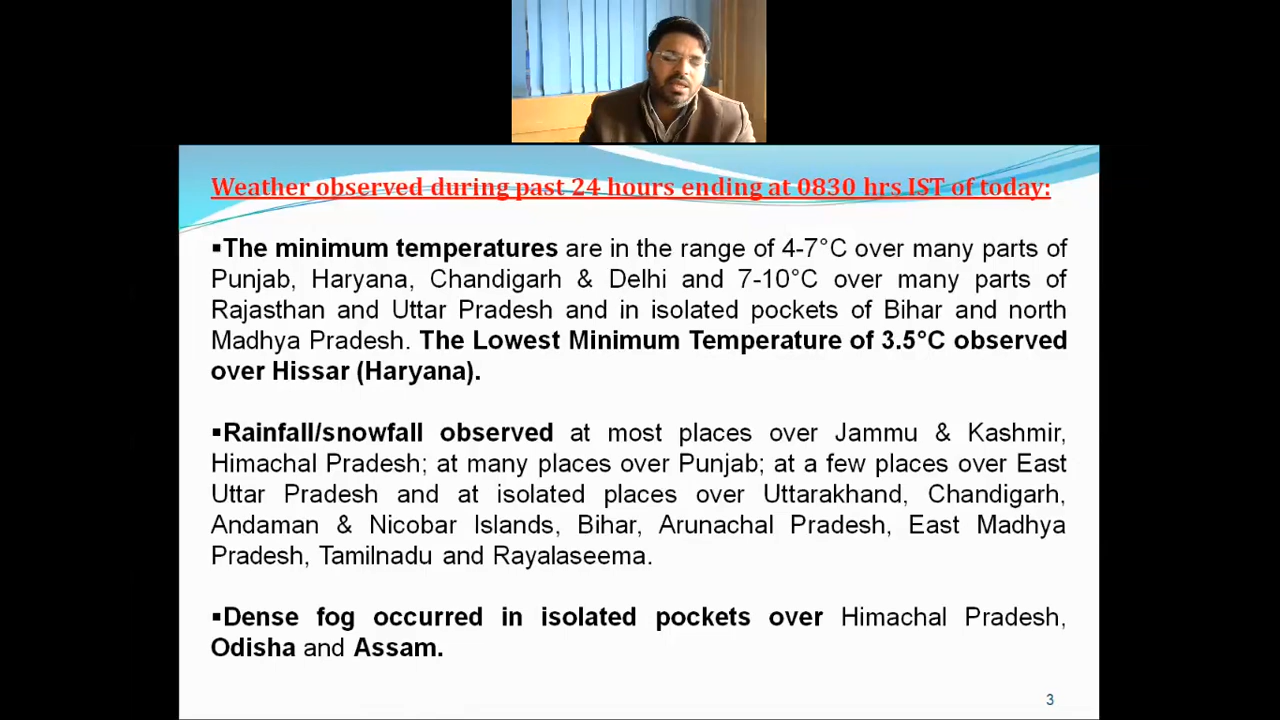 Weather observed during past 24 hours ending at 0830 hrs IST of today:
▪The minimum temperatures are in the range of 4-7°C over many parts of
Punjab, Haryana, Chandigarh & Delhi and 7-10°C over many parts of
Rajasthan and Uttar Pradesh and in isolated pockets of Bihar and north
Madhya Pradesh. The Lowest Minimum Temperature of 3.5°C observed
over Hissar (Haryana).
▪Rainfall/snowfall observed at most places over Jammu & Kashmir,
Himachal Pradesh; at many places over Punjab; at a few places over East
Uttar Pradesh and at isolated places over Uttarakhand, Chandigarh,
Andaman & Nicobar Islands, Bihar, Arunachal Pradesh, East Madhya
Pradesh, Tamilnadu and Rayalaseema.
▪Dense fog occurred in isolated pockets over Himachal Pradesh,
Odisha and Assam.
3